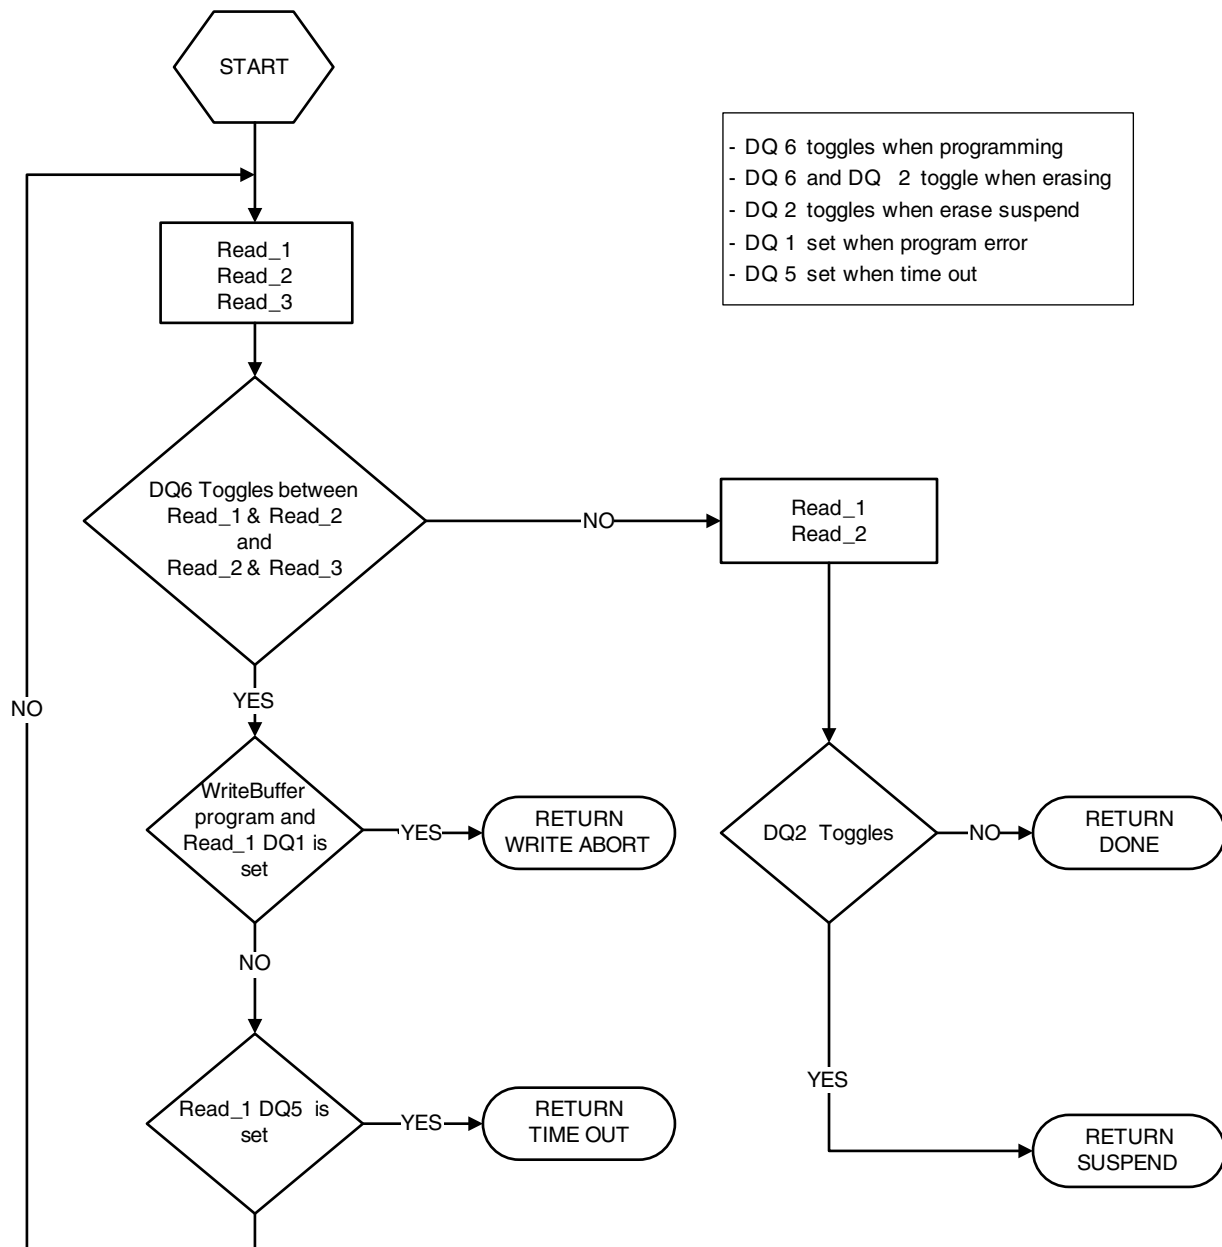 START
- DQ 6 toggles when programming
- DQ 6 and DQ 2 toggle when erasing
- DQ 2 toggles when erase suspend
- DQ 1 set when program error
- DQ 5 set when time out
Read_1
Read_2
Read_3
DQ6 Toggles between
Read_1 & Read_2
and
Read_2 & Read_3
NO
Read_1
Read_2
YES
NO
WriteBuffer
program and
Read_1 DQ1 is
set
YES
RETURN
WRITE ABORT
DQ2 Toggles
NO
RETURN
DONE
NO
YES
Read_1 DQ5 is
set
YES
RETURN
TIME OUT
RETURN
SUSPEND